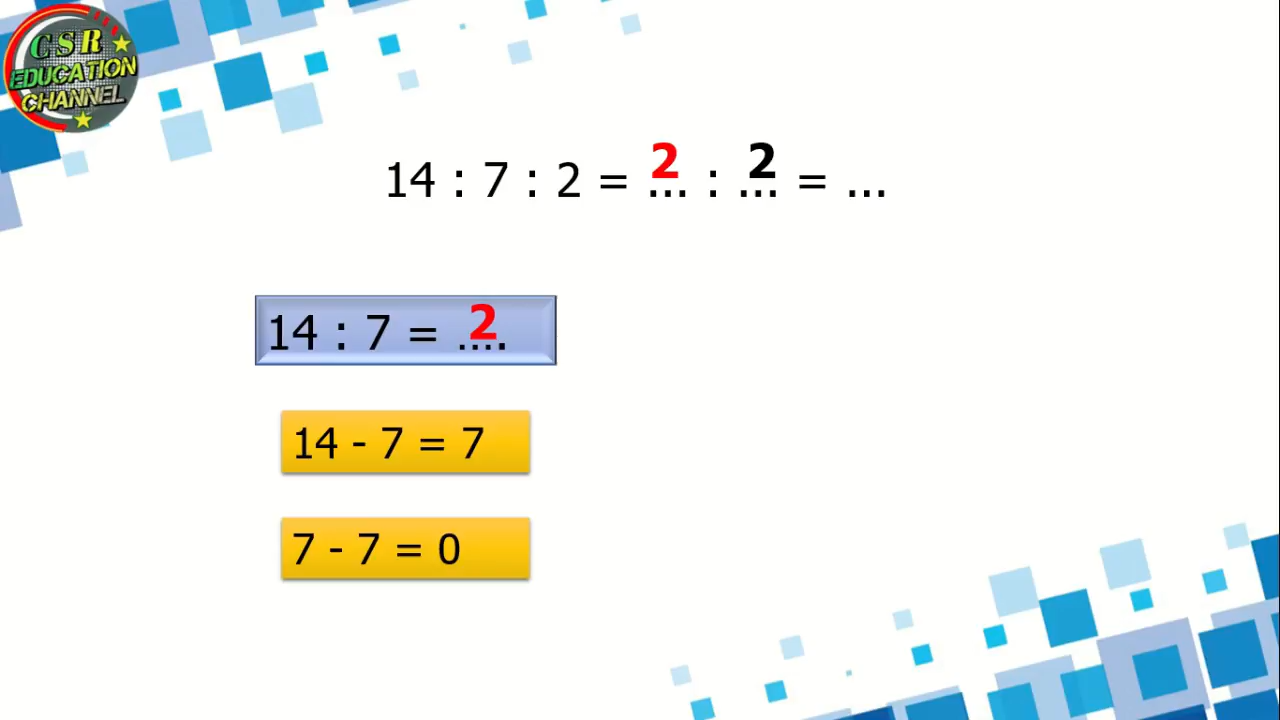 CSR
EDUCATION
CHANNEL
14 : 7 : 2 = 2 : 2 = ...
14 : 7 = 2
14 - 7 = 7
7 - 7 = 0